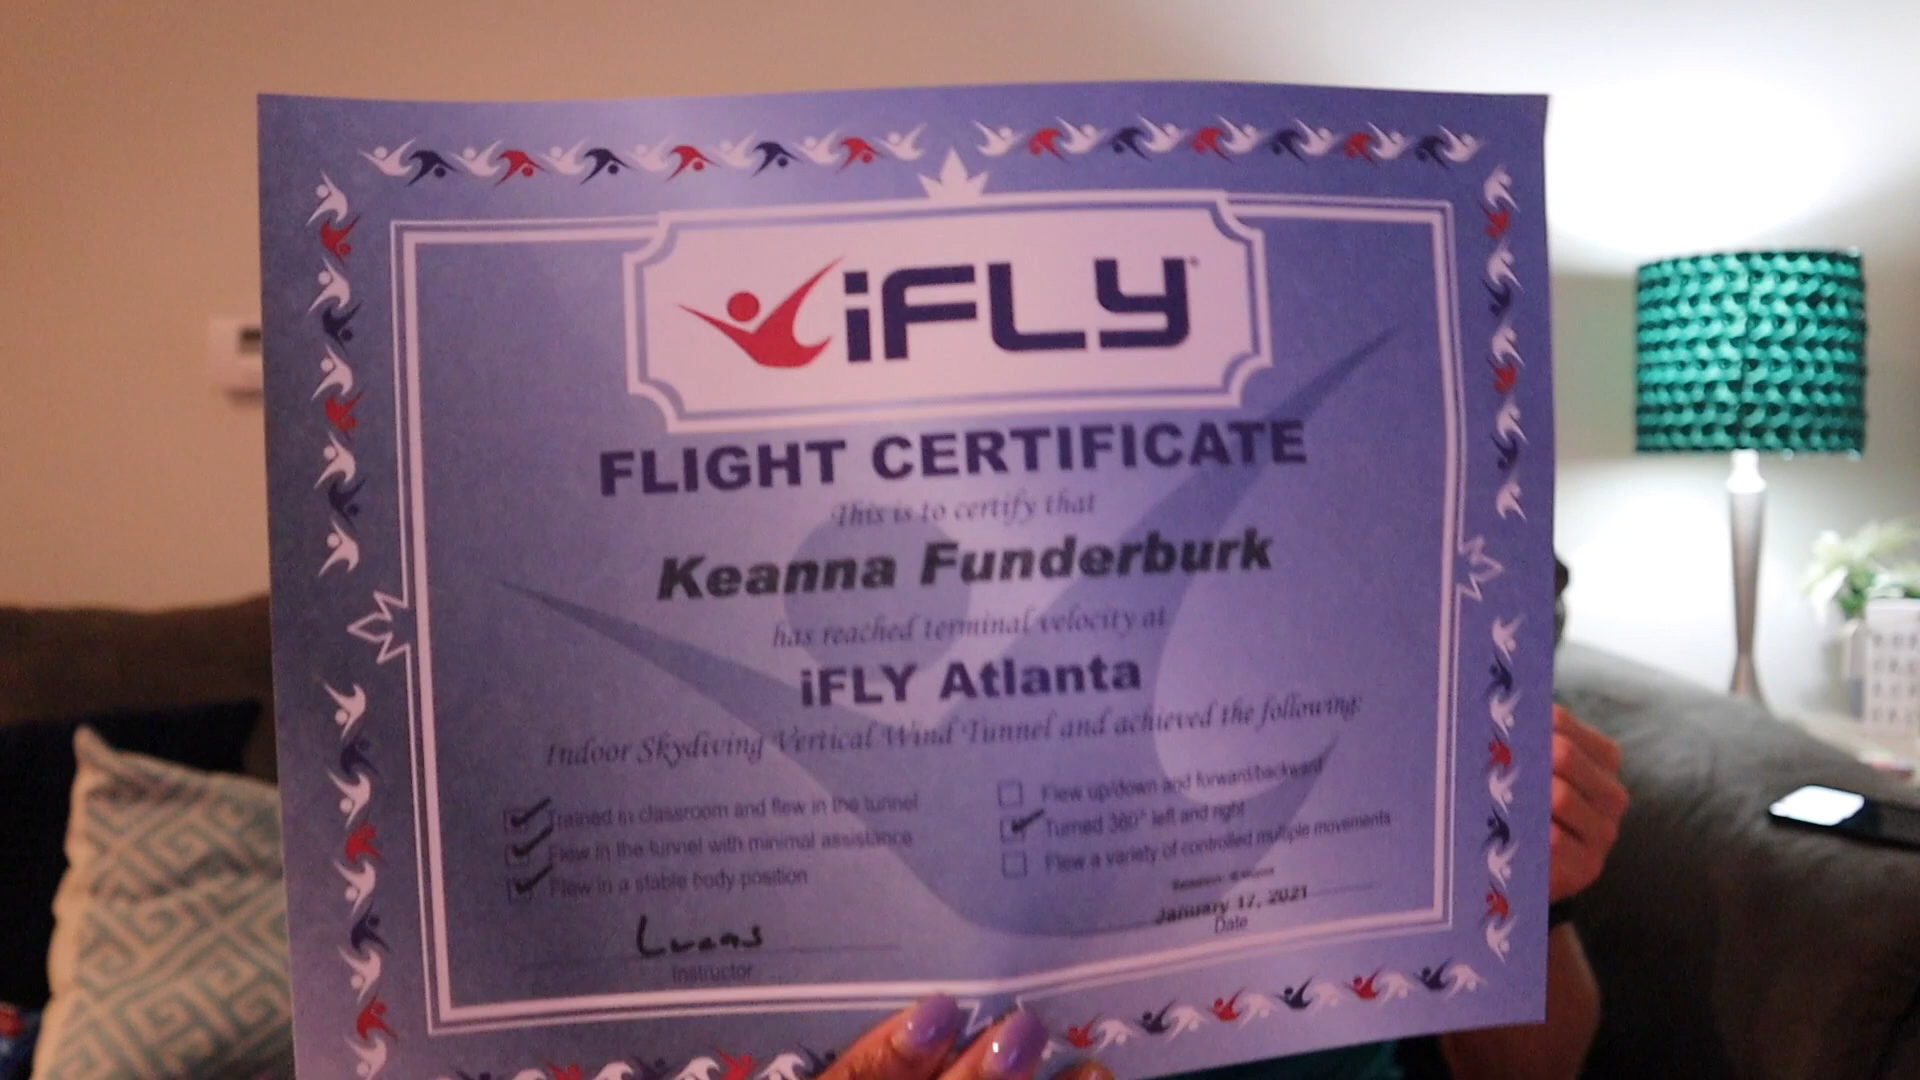 iFLY
FLIGHT CERTIFICATE
This is to certify that
Keanna Funderburk
has reached terminal velocity at
iFLY Atlanta
Indoor Skydiving Vertical Wind Tunnel and achieved the following:
Trained in classroom and flew in the tunnel
Flew in the tunnel with minimal assistance
Flew in a stable body position
Flew up/down and forward/backward
Turned 360° left and right
Flew a variety of controlled multiple movements
Lucas
Instructor
January 17, 2021
Date